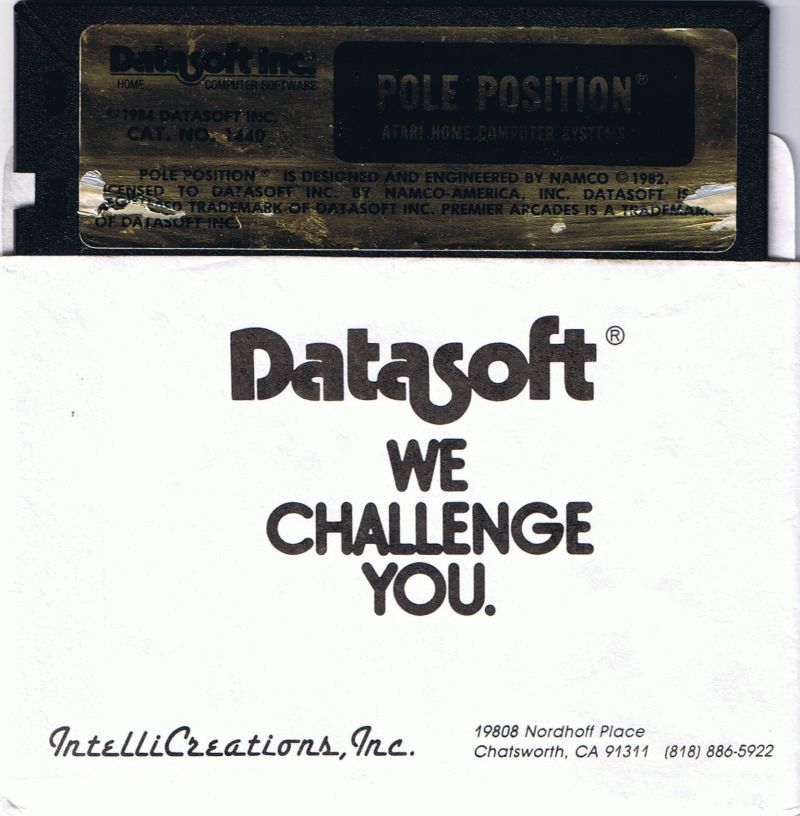 Datasoft Inc.®
HOME COMPUTER SOFTWARE
POLE POSITION®
ATARI HOME COMPUTER SYSTEMS
©1984 DATASOFT INC.
CAT. NO. 1440
POLE POSITION® IS DESIGNED AND ENGINEERED BY NAMCO ©1982.
LICENSED TO DATASOFT INC. BY NAMCO-AMERICA, INC. DATASOFT IS
REGISTERED TRADEMARK OF DATASOFT INC. PREMIER ARCADES IS A TRADEMARK
OF DATASOFT INC.
Datasoft®
WE
CHALLENGE
YOU.
IntelliCreations, Inc.
19808 Nordhoff Place
Chatsworth, CA 91311 (818) 886-5922